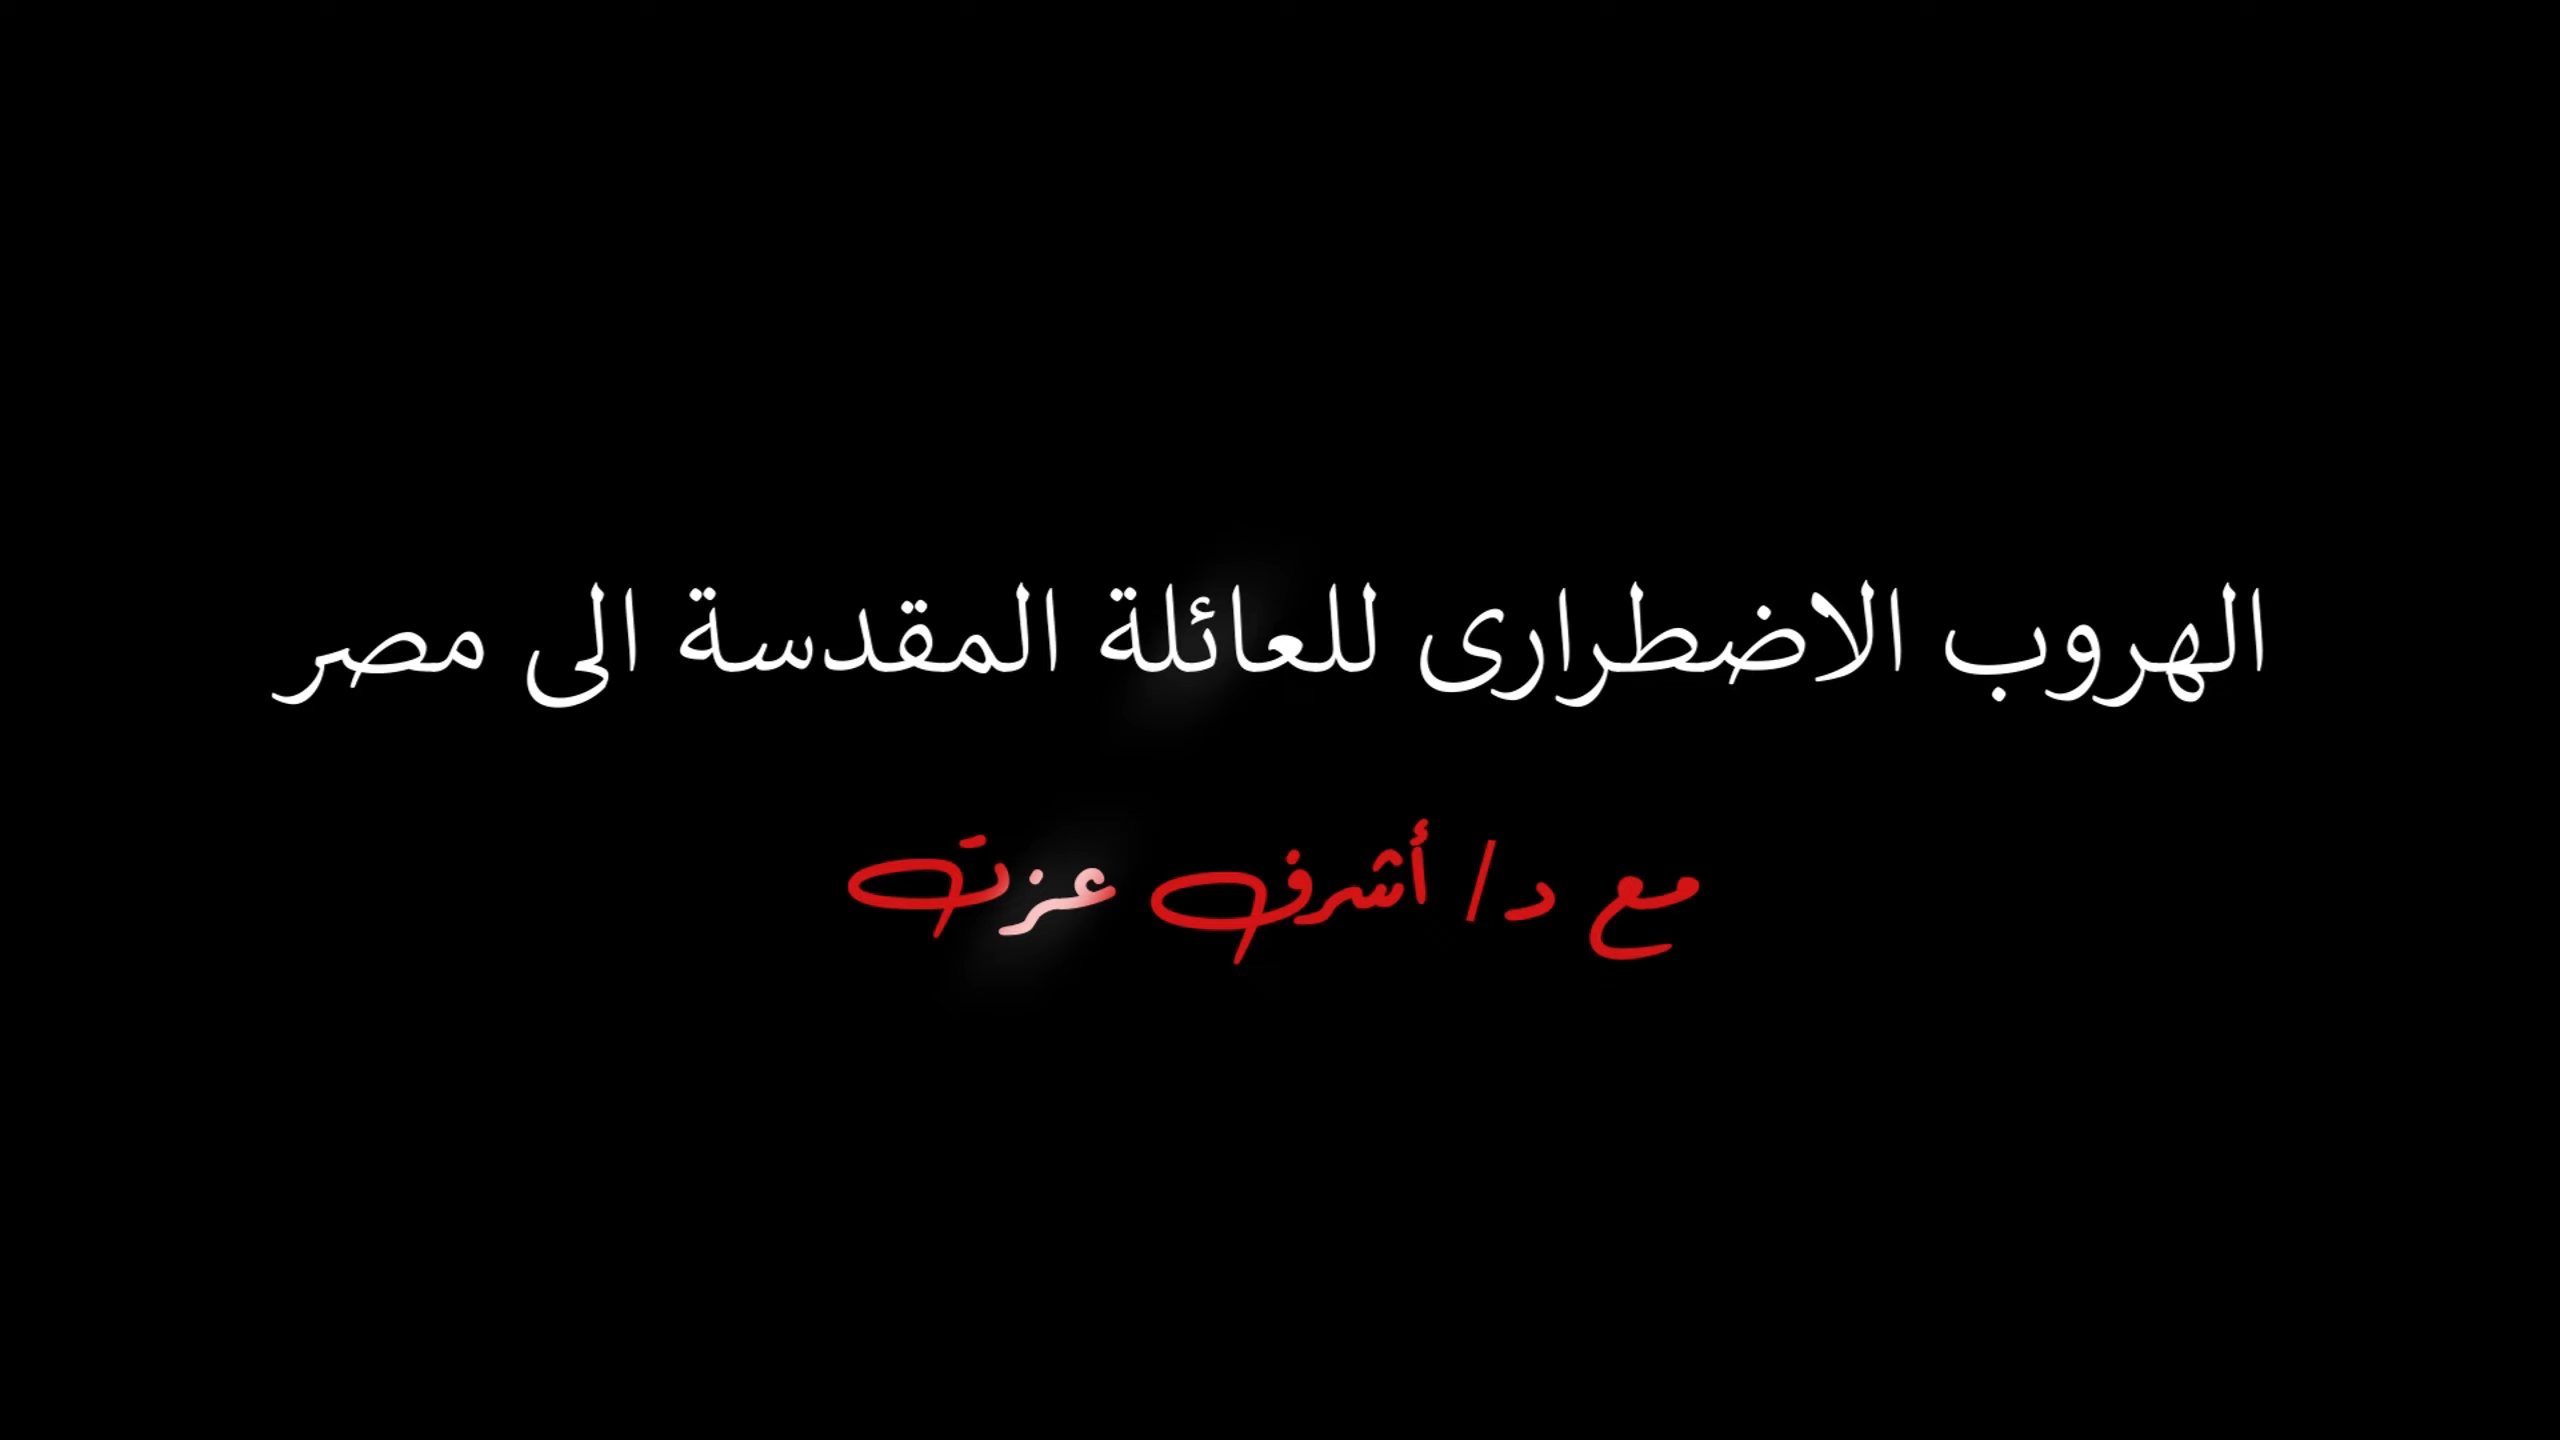 الهروب الاضطرارى للعائلة المقدسة الى مصر
مع د/ أشرف عزت